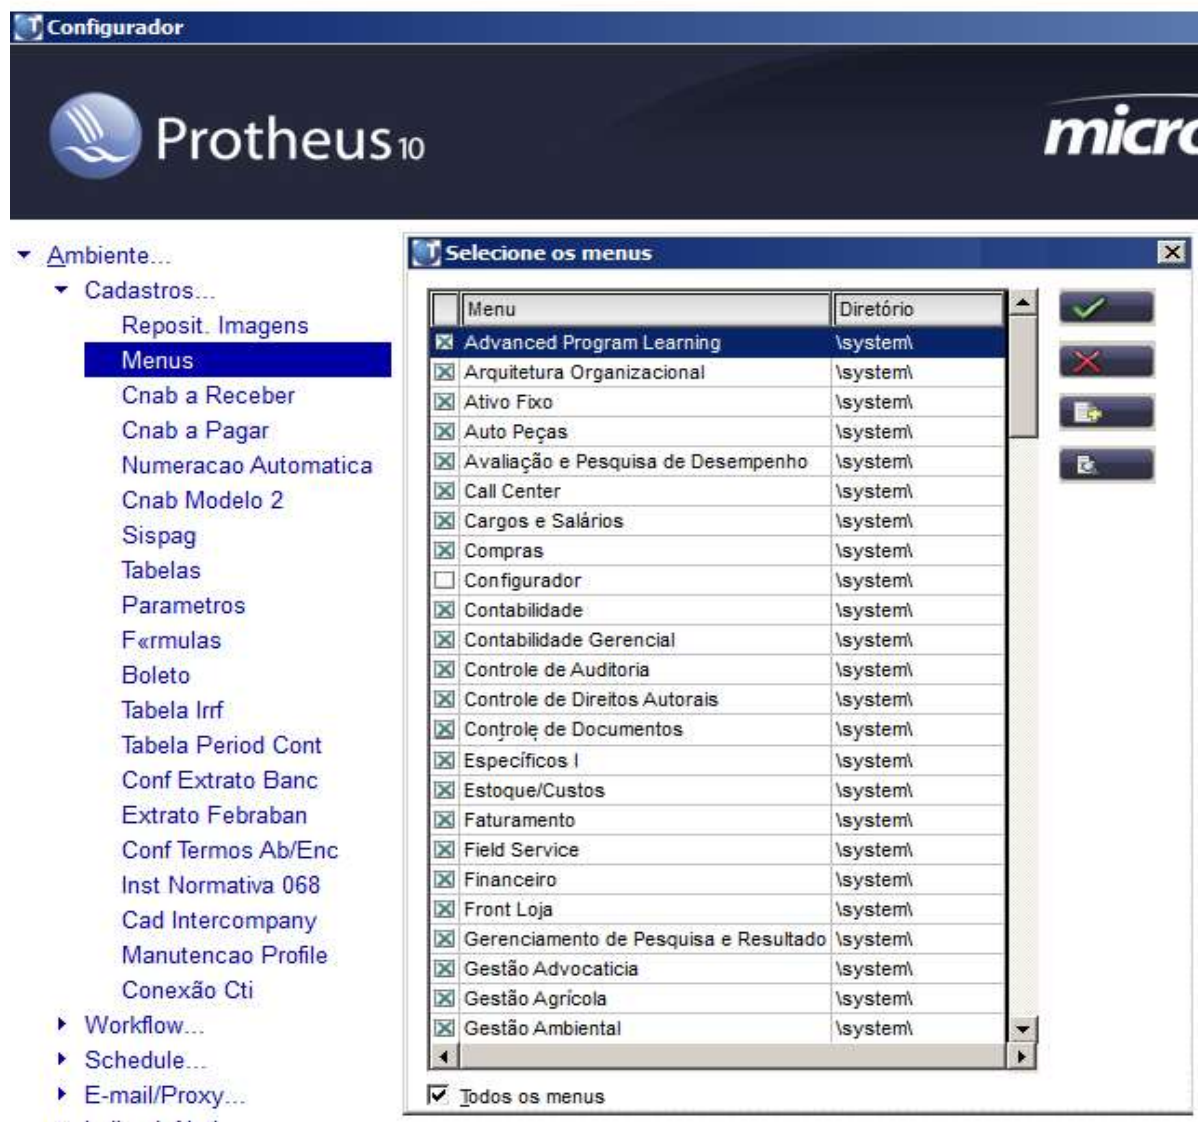 Configurador
Protheus 10
micro
Ambiente...
Cadastros...
Reposit. Imagens
Menus
Cnab a Receber
Cnab a Pagar
Numeracao Automatica
Cnab Modelo 2
Sispag
Tabelas
Parametros
F«rmulas
Boleto
Tabela Irrf
Tabela Period Cont
Conf Extrato Banc
Extrato Febraban
Conf Termos Ab/Enc
Inst Normativa 068
Cad Intercompany
Manutencao Profile
Conexão Cti
Workflow...
Schedule...
E-mail/Proxy...
Selecione os menus
Menu Diretório
Advanced Program Learning \system\
Arquitetura Organizacional \system\
Ativo Fixo \system\
Auto Peças \system\
Avaliação e Pesquisa de Desempenho \system\
Call Center \system\
Cargos e Salários \system\
Compras \system\
Configurador \system\
Contabilidade \system\
Contabilidade Gerencial \system\
Controle de Auditoria \system\
Controle de Direitos Autorais \system\
Controle de Documentos \system\
Específicos I \system\
Estoque/Custos \system\
Faturamento \system\
Field Service \system\
Financeiro \system\
Front Loja \system\
Gerenciamento de Pesquisa e Resultado \system\
Gestão Advocaticia \system\
Gestão Agrícola \system\
Gestão Ambiental \system\
Todos os menus